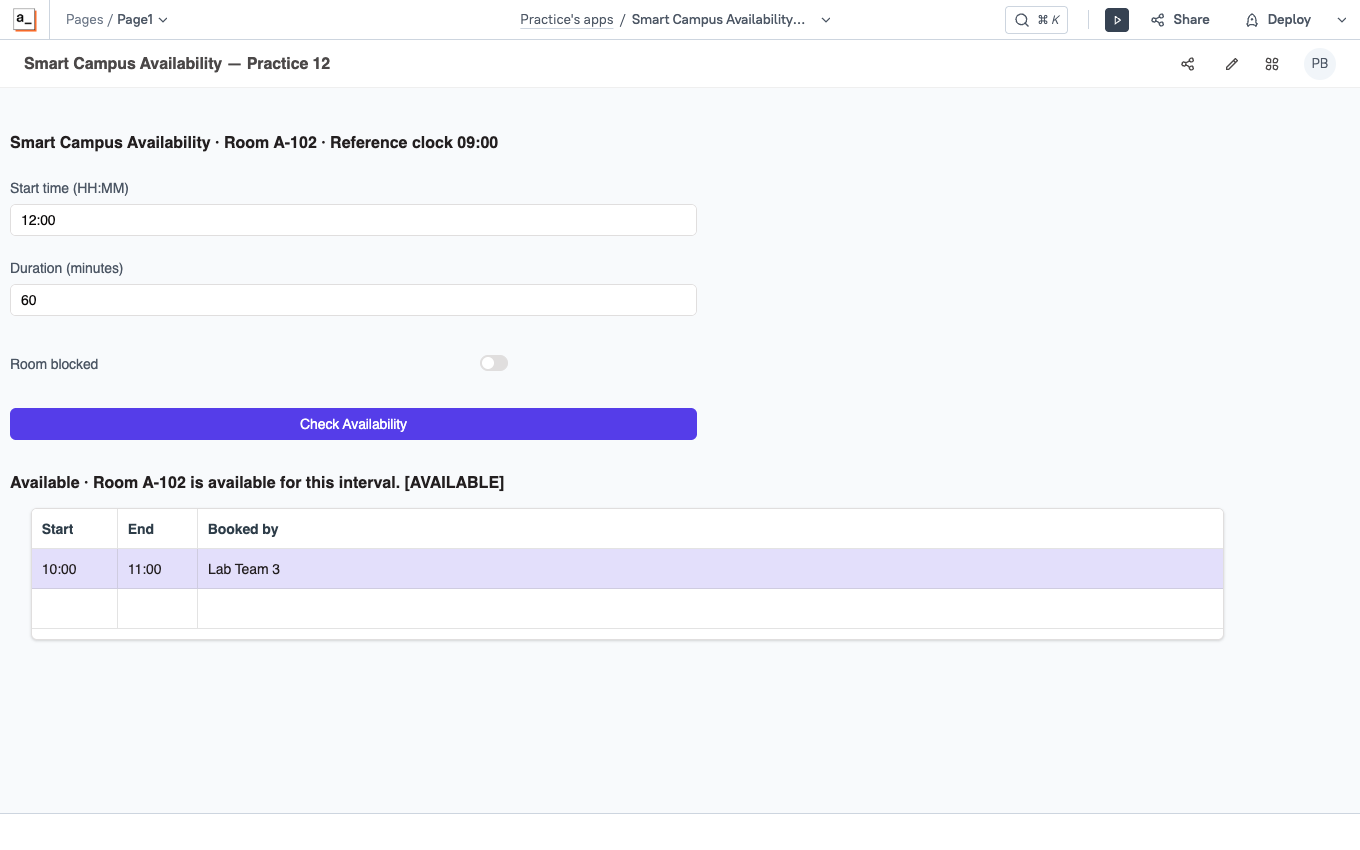 a_
Pages / Page1
Practice's apps / Smart Campus Availability...
⌘ K
Share
Deploy
Smart Campus Availability — Practice 12
PB
Smart Campus Availability · Room A-102 · Reference clock 09:00
Start time (HH:MM)
12:00
Duration (minutes)
60
Room blocked
Check Availability
Available · Room A-102 is available for this interval. [AVAILABLE]
Start End Booked by
10:00 11:00 Lab Team 3